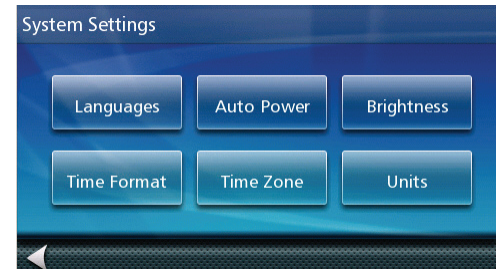 System Settings
Languages Auto Power Brightness
Time Format Time Zone Units